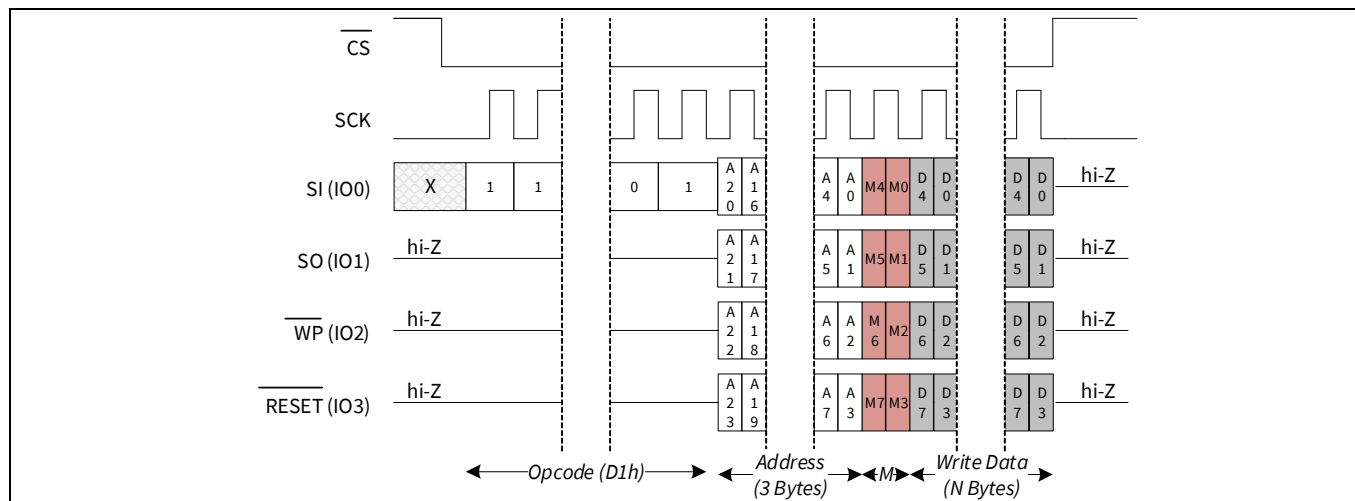 CS
SCK
SI (IO0) X 1 1 0 1 A20 A16 A4 A0 M4 M0 D4 D0 D4 D0 hi-Z
SO (IO1) hi-Z A21 A17 A5 A1 M5 M1 D5 D1 D5 D1 hi-Z
WP (IO2) hi-Z A22 A18 A6 A2 M6 M2 D6 D2 D6 D2 hi-Z
RESET (IO3) hi-Z A23 A19 A7 A3 M7 M3 D7 D3 D7 D3 hi-Z
Opcode (D1h) Address M Write Data
(3 Bytes) (N Bytes)